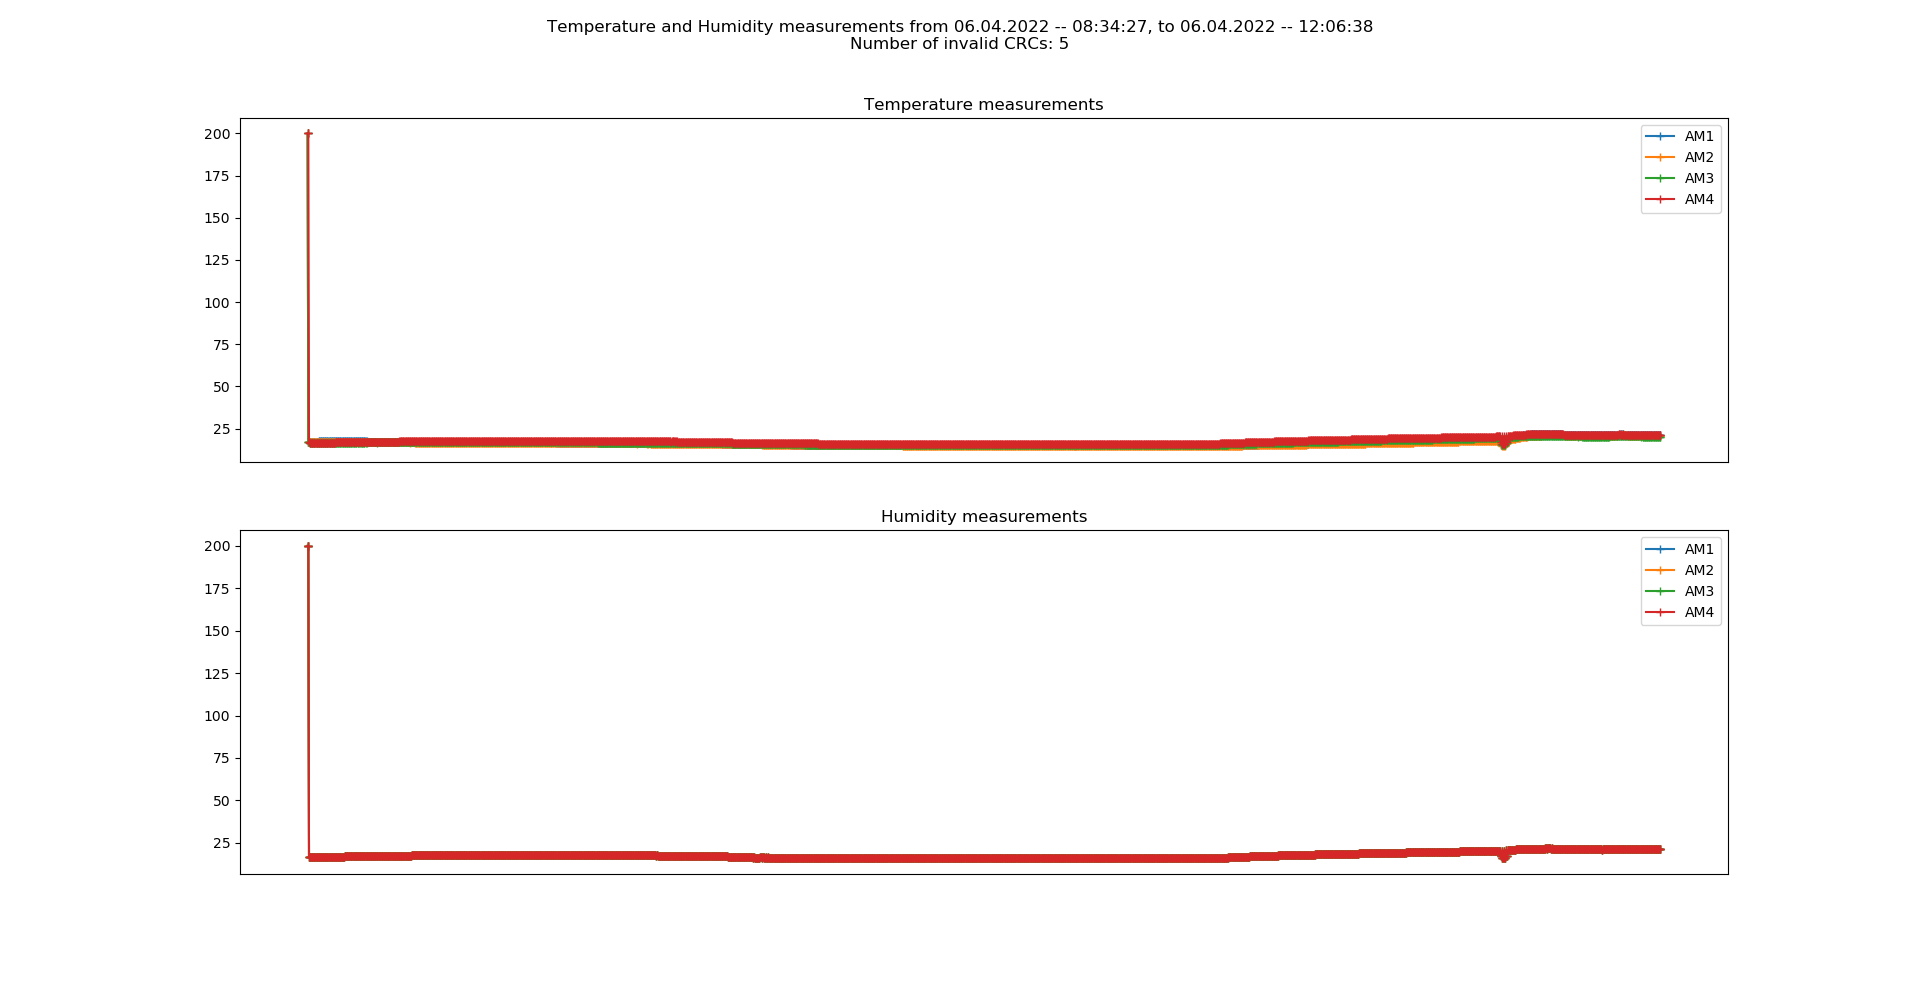 Temperature and Humidity measurements from 06.04.2022 -- 08:34:27, to 06.04.2022 -- 12:06:38
Number of invalid CRCs: 5
Temperature measurements
200
175
150
125
100
75
50
25
AM1
AM2
AM3
AM4
Humidity measurements
200
175
150
125
100
75
50
25
AM1
AM2
AM3
AM4